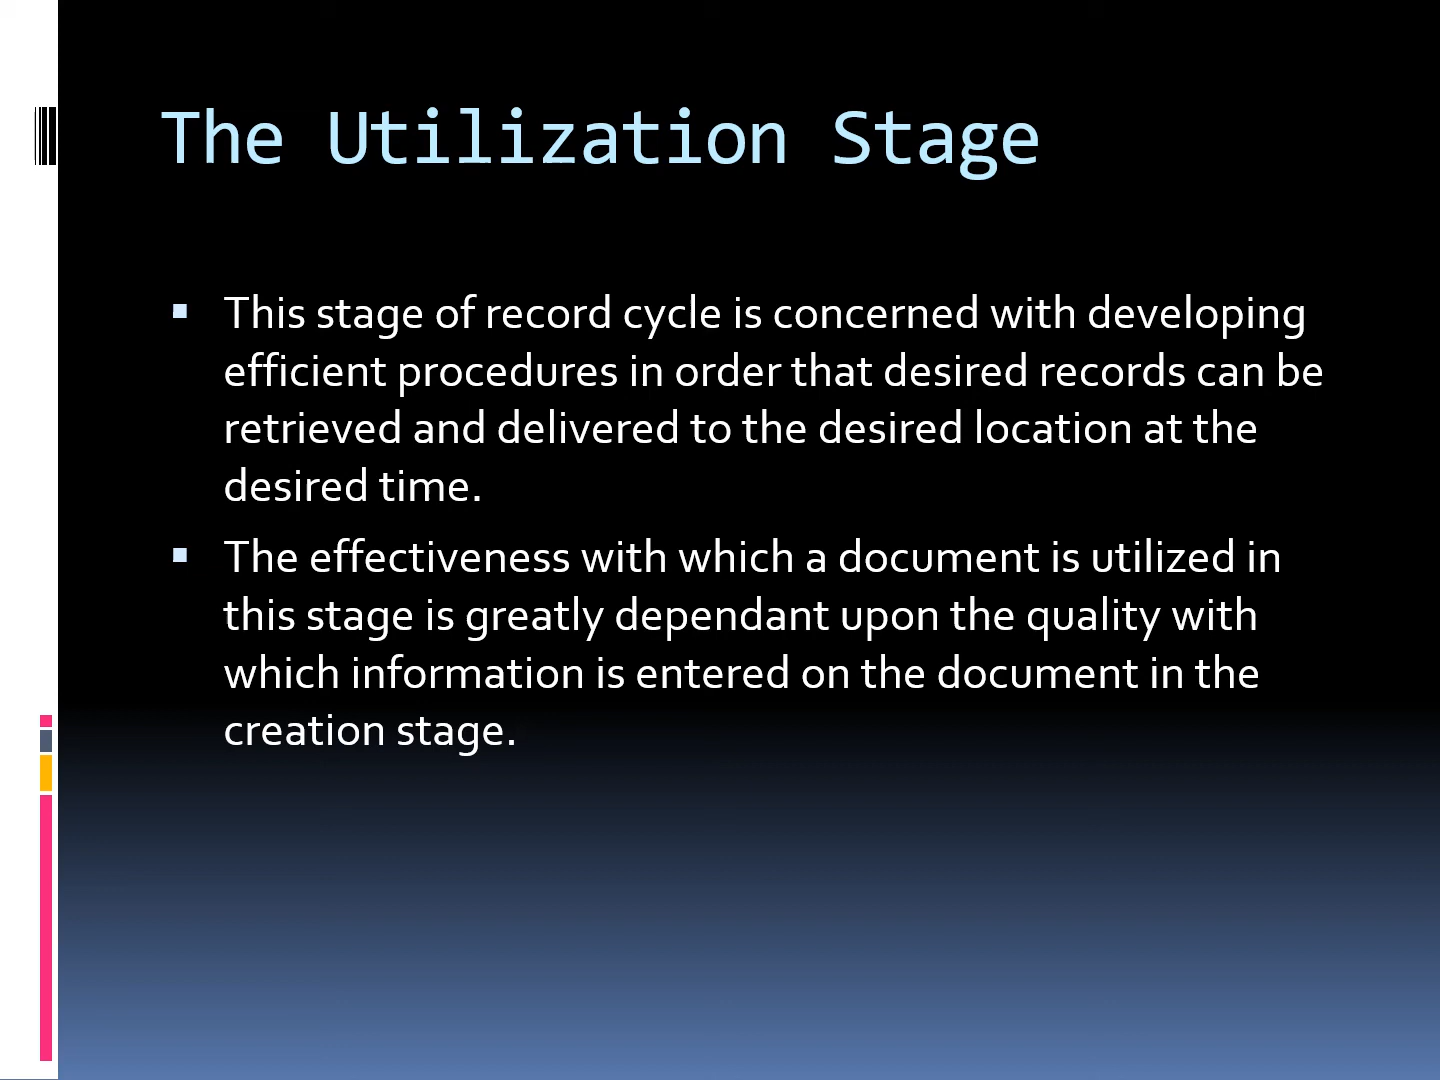 The Utilization Stage
▪ This stage of record cycle is concerned with developing
efficient procedures in order that desired records can be
retrieved and delivered to the desired location at the
desired time.
▪ The effectiveness with which a document is utilized in
this stage is greatly dependant upon the quality with
which information is entered on the document in the
creation stage.